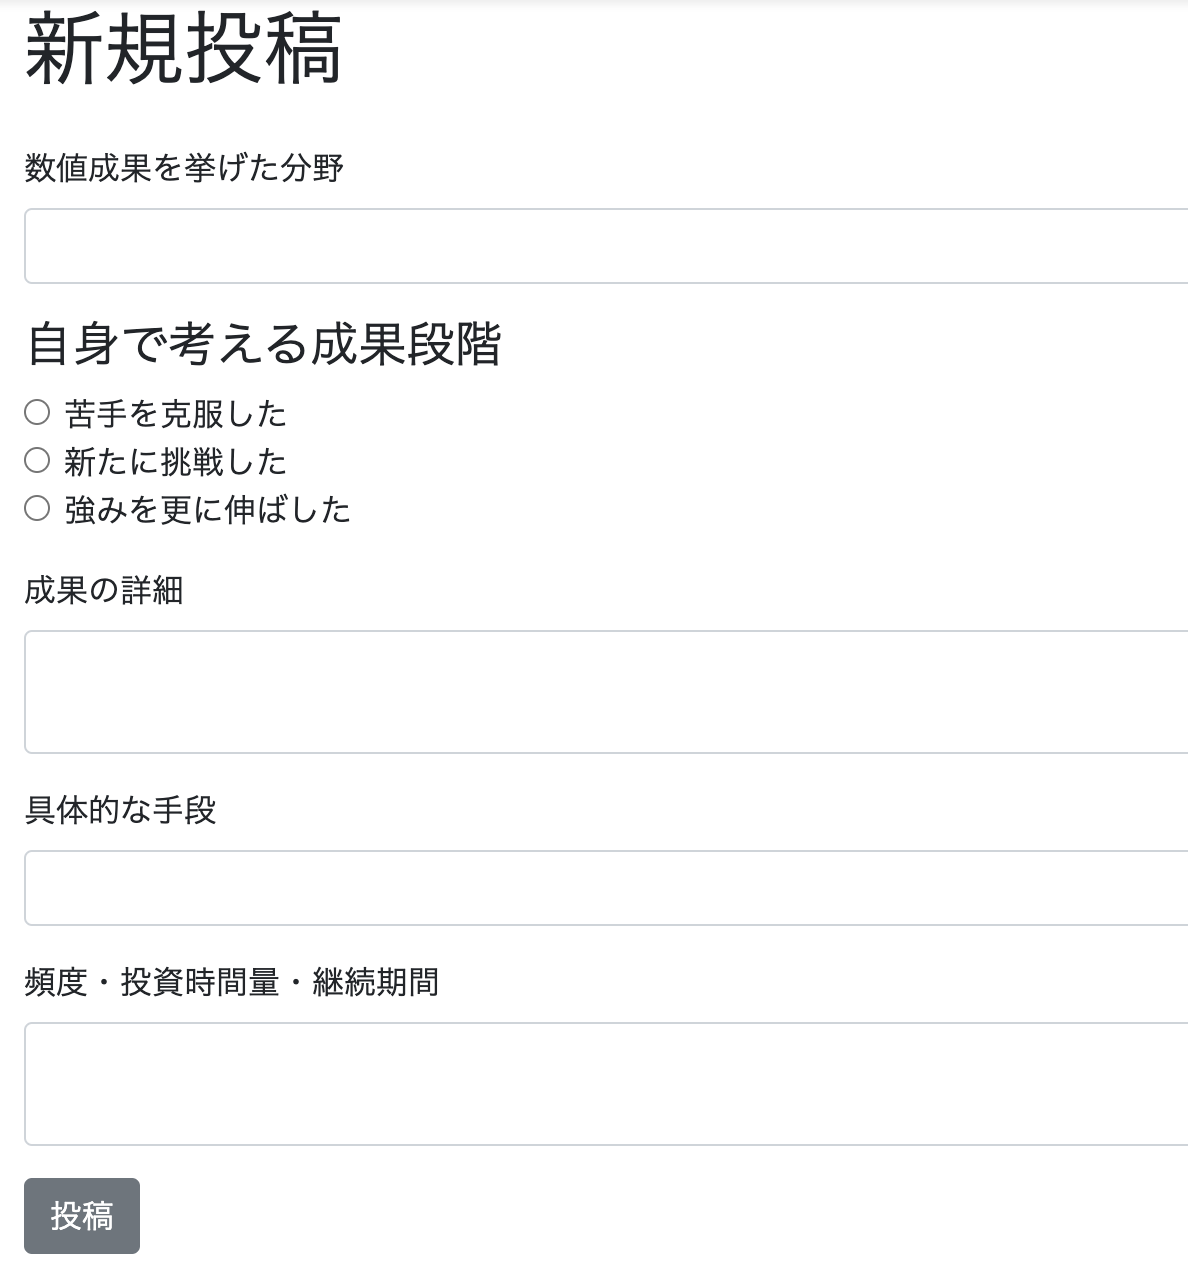 新規投稿
数値成果を挙げた分野
自身で考える成果段階
苦手を克服した
新たに挑戦した
強みを更に伸ばした
成果の詳細
具体的な手段
頻度・投資時間量・継続期間
投稿